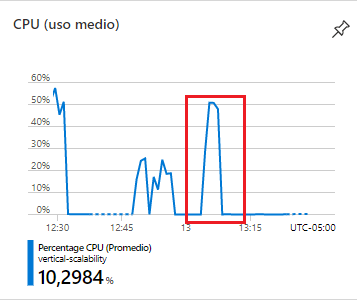 CPU (uso medio)
60%
50%
40%
30%
20%
10%
0%
12:30 12:45 13 13:15 UTC-05:00
Percentage CPU (Promedio)
vertical-scalability
10,2984 %